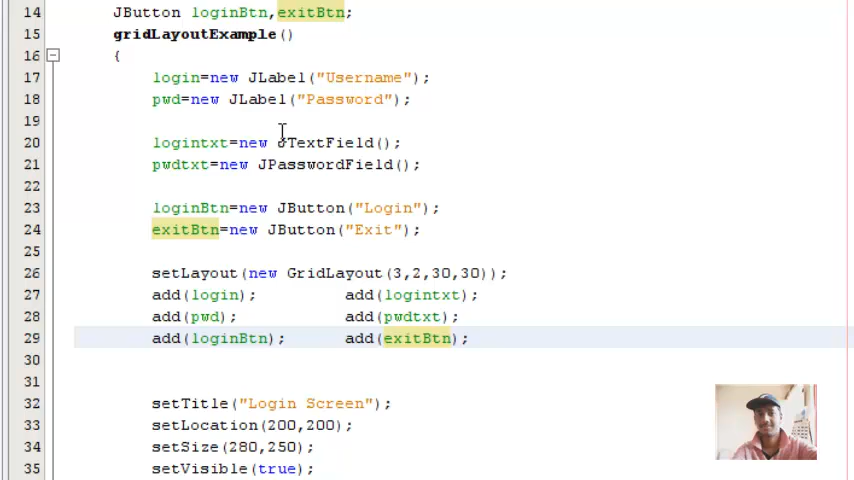 14 JButton loginBtn,exitBtn;
15 gridLayoutExample()
16 {
17 login=new JLabel("Username");
18 pwd=new JLabel("Password");
19
20 logintxt=new JTextField();
21 pwdtxt=new JPasswordField();
22
23 loginBtn=new JButton("Login");
24 exitBtn=new JButton("Exit");
25
26 setLayout(new GridLayout(3,2,30,30));
27 add(login); add(logintxt);
28 add(pwd); add(pwdtxt);
29 add(loginBtn); add(exitBtn);
30
31
32 setTitle("Login Screen");
33 setLocation(200,200);
34 setSize(280,250);
35 setVisible(true);